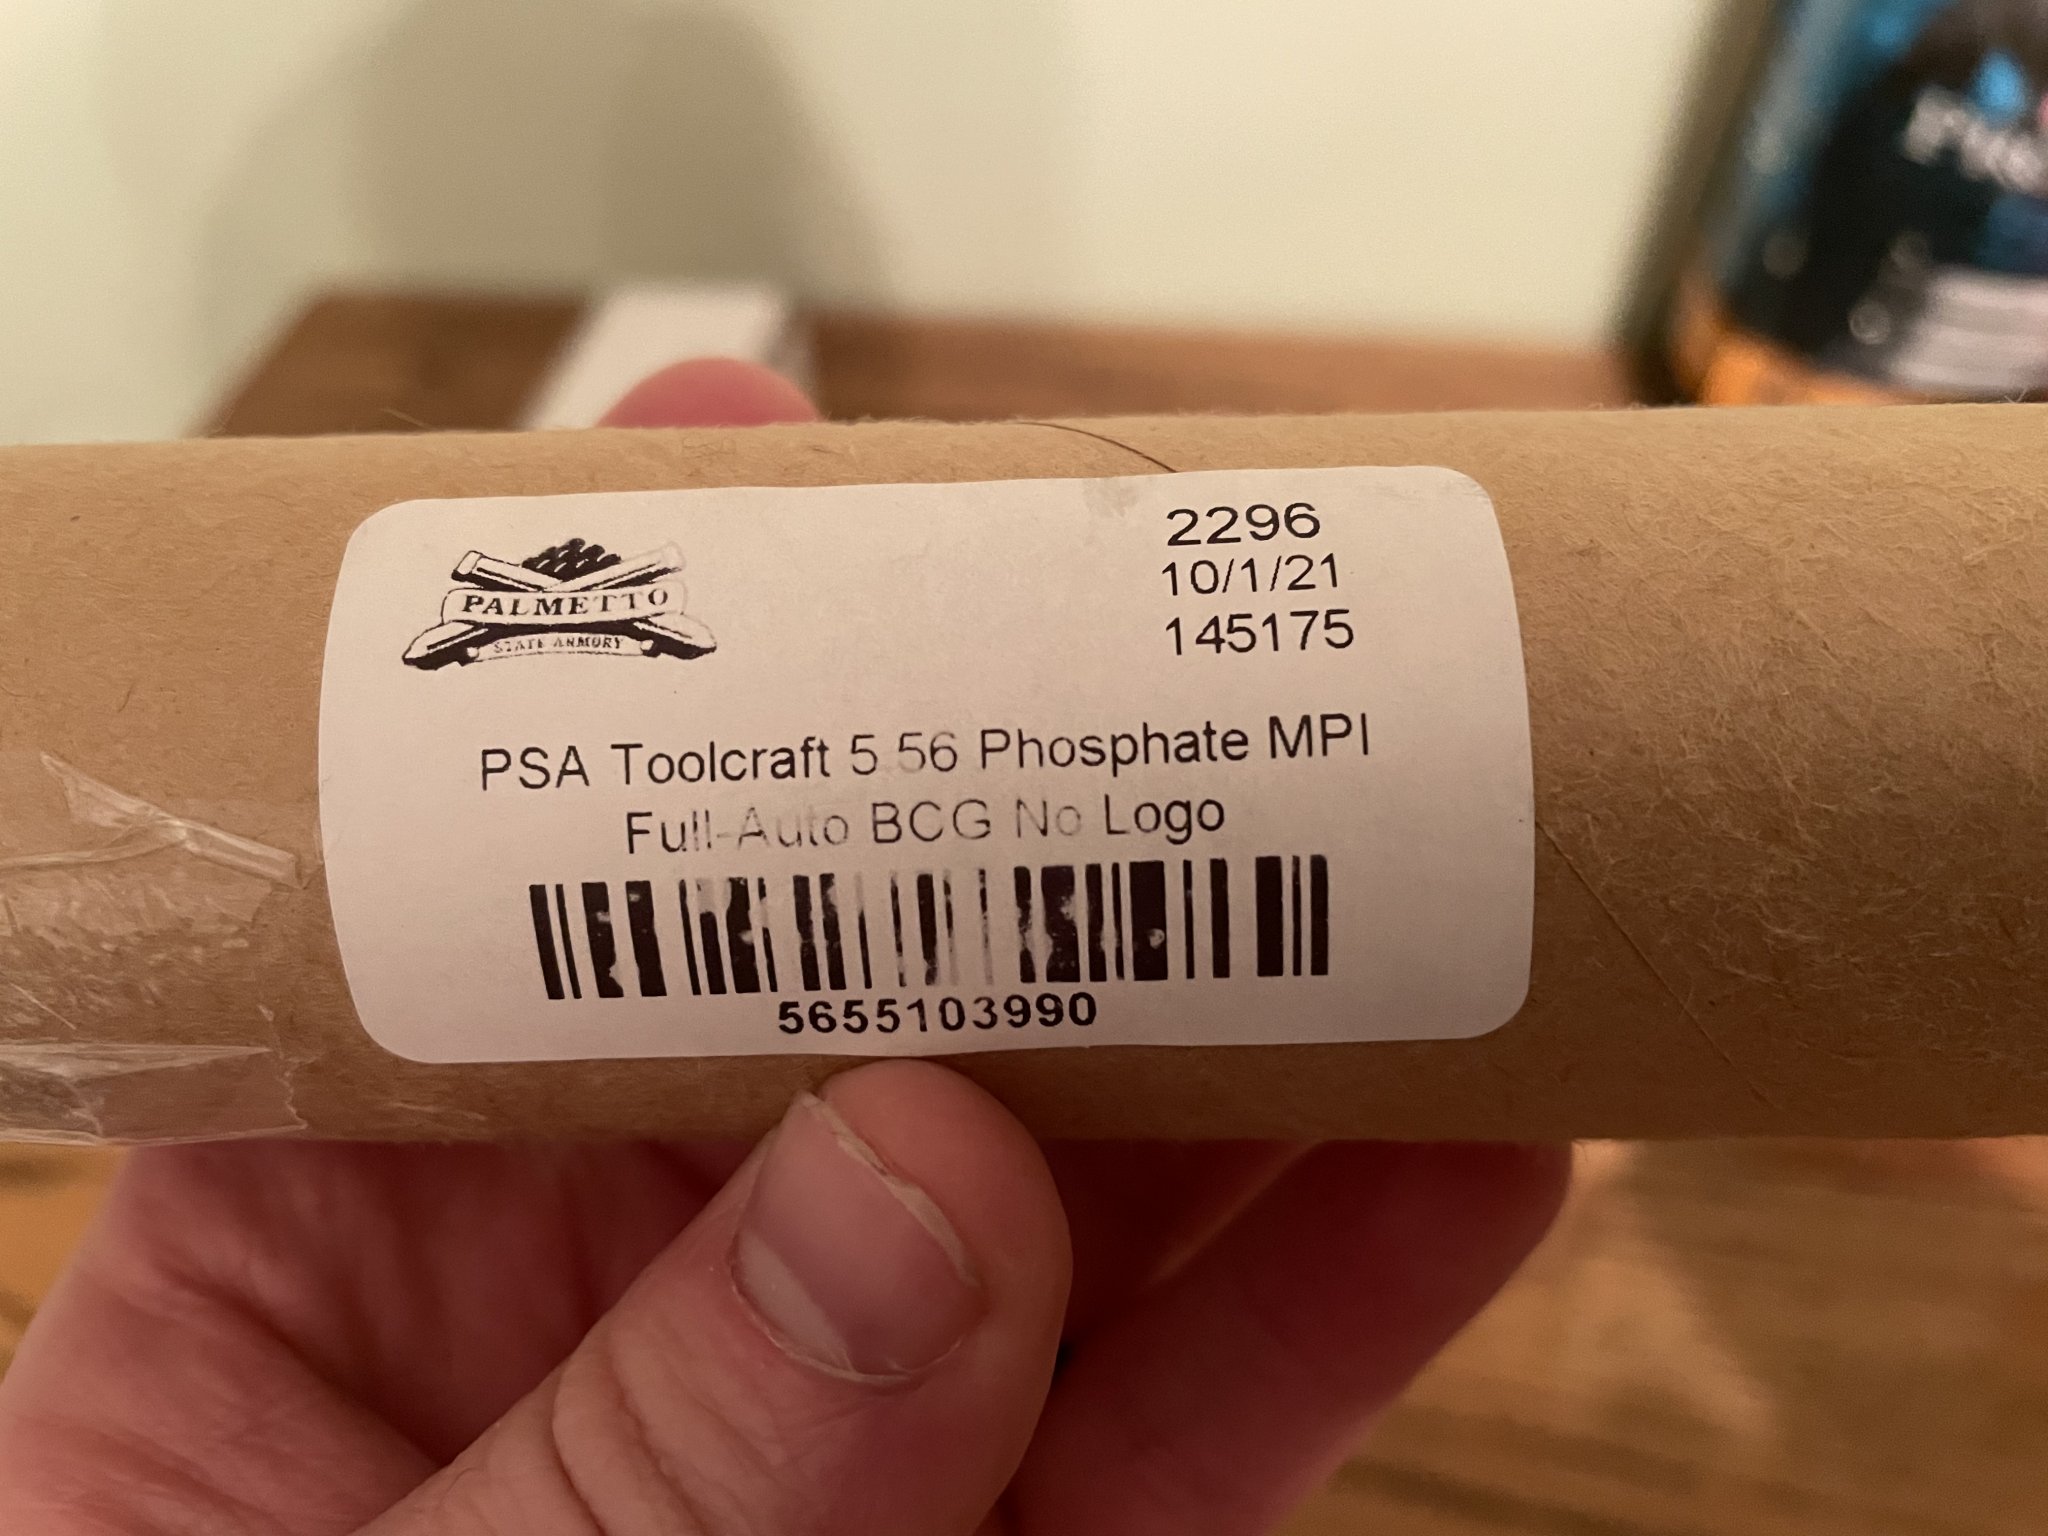 PALMETTO
STATE ARMORY
2296
10/1/21
145175
PSA Toolcraft 5.56 Phosphate MPI
Full-Auto BCG No Logo
5655103990